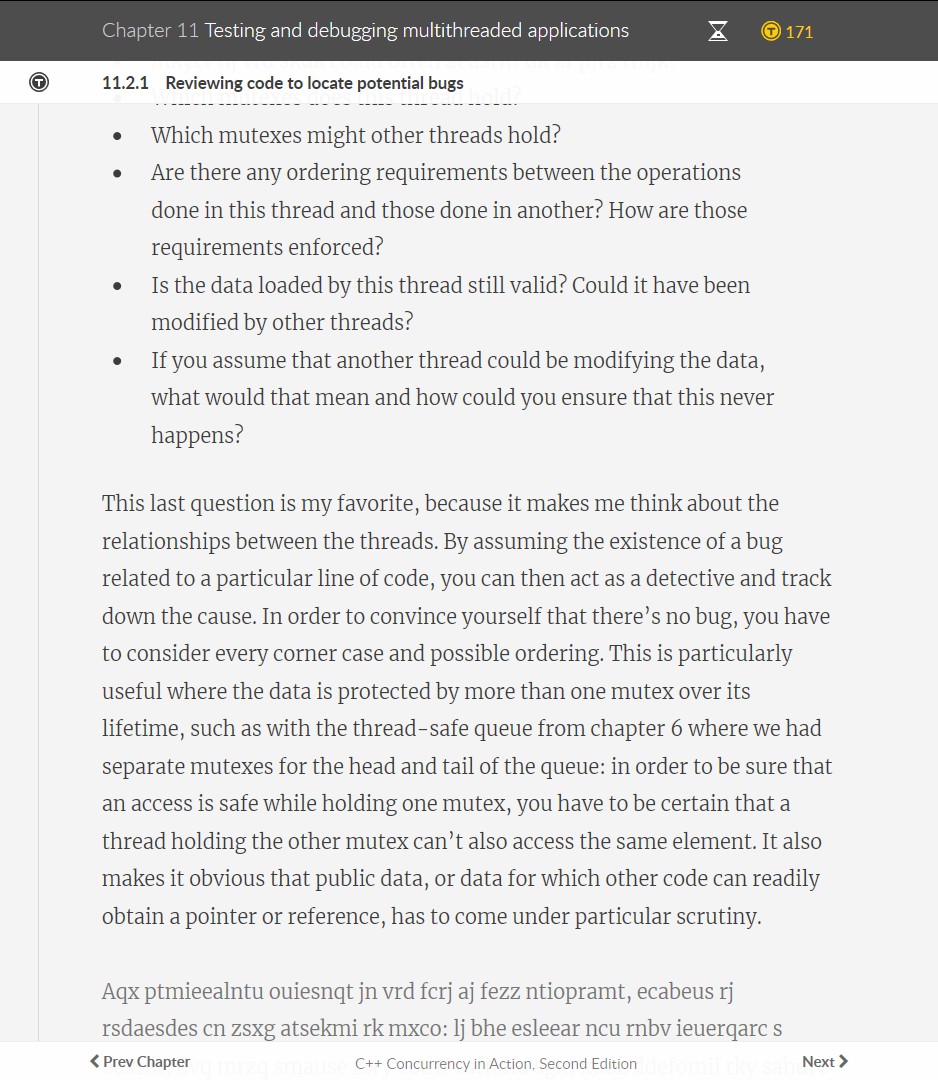 Chapter 11 Testing and debugging multithreaded applications
171
11.2.1 Reviewing code to locate potential bugs
Which mutexes does this thread hold?
• Which mutexes might other threads hold?
• Are there any ordering requirements between the operations
done in this thread and those done in another? How are those
requirements enforced?
• Is the data loaded by this thread still valid? Could it have been
modified by other threads?
• If you assume that another thread could be modifying the data,
what would that mean and how could you ensure that this never
happens?
This last question is my favorite, because it makes me think about the
relationships between the threads. By assuming the existence of a bug
related to a particular line of code, you can then act as a detective and track
down the cause. In order to convince yourself that there’s no bug, you have
to consider every corner case and possible ordering. This is particularly
useful where the data is protected by more than one mutex over its
lifetime, such as with the thread-safe queue from chapter 6 where we had
separate mutexes for the head and tail of the queue: in order to be sure that
an access is safe while holding one mutex, you have to be certain that a
thread holding the other mutex can’t also access the same element. It also
makes it obvious that public data, or data for which other code can readily
obtain a pointer or reference, has to come under particular scrutiny.
Aqx ptmieealntu ouiesnqt jn vrd fcrj aj fezz ntiopramt, ecabeus rj
rsdaesdes cn zsxg atsekmi rk mxco: lj bhe esleear ncu rnbv ieuerqarc s
Prev Chapter
C++ Concurrency in Action, Second Edition
Next